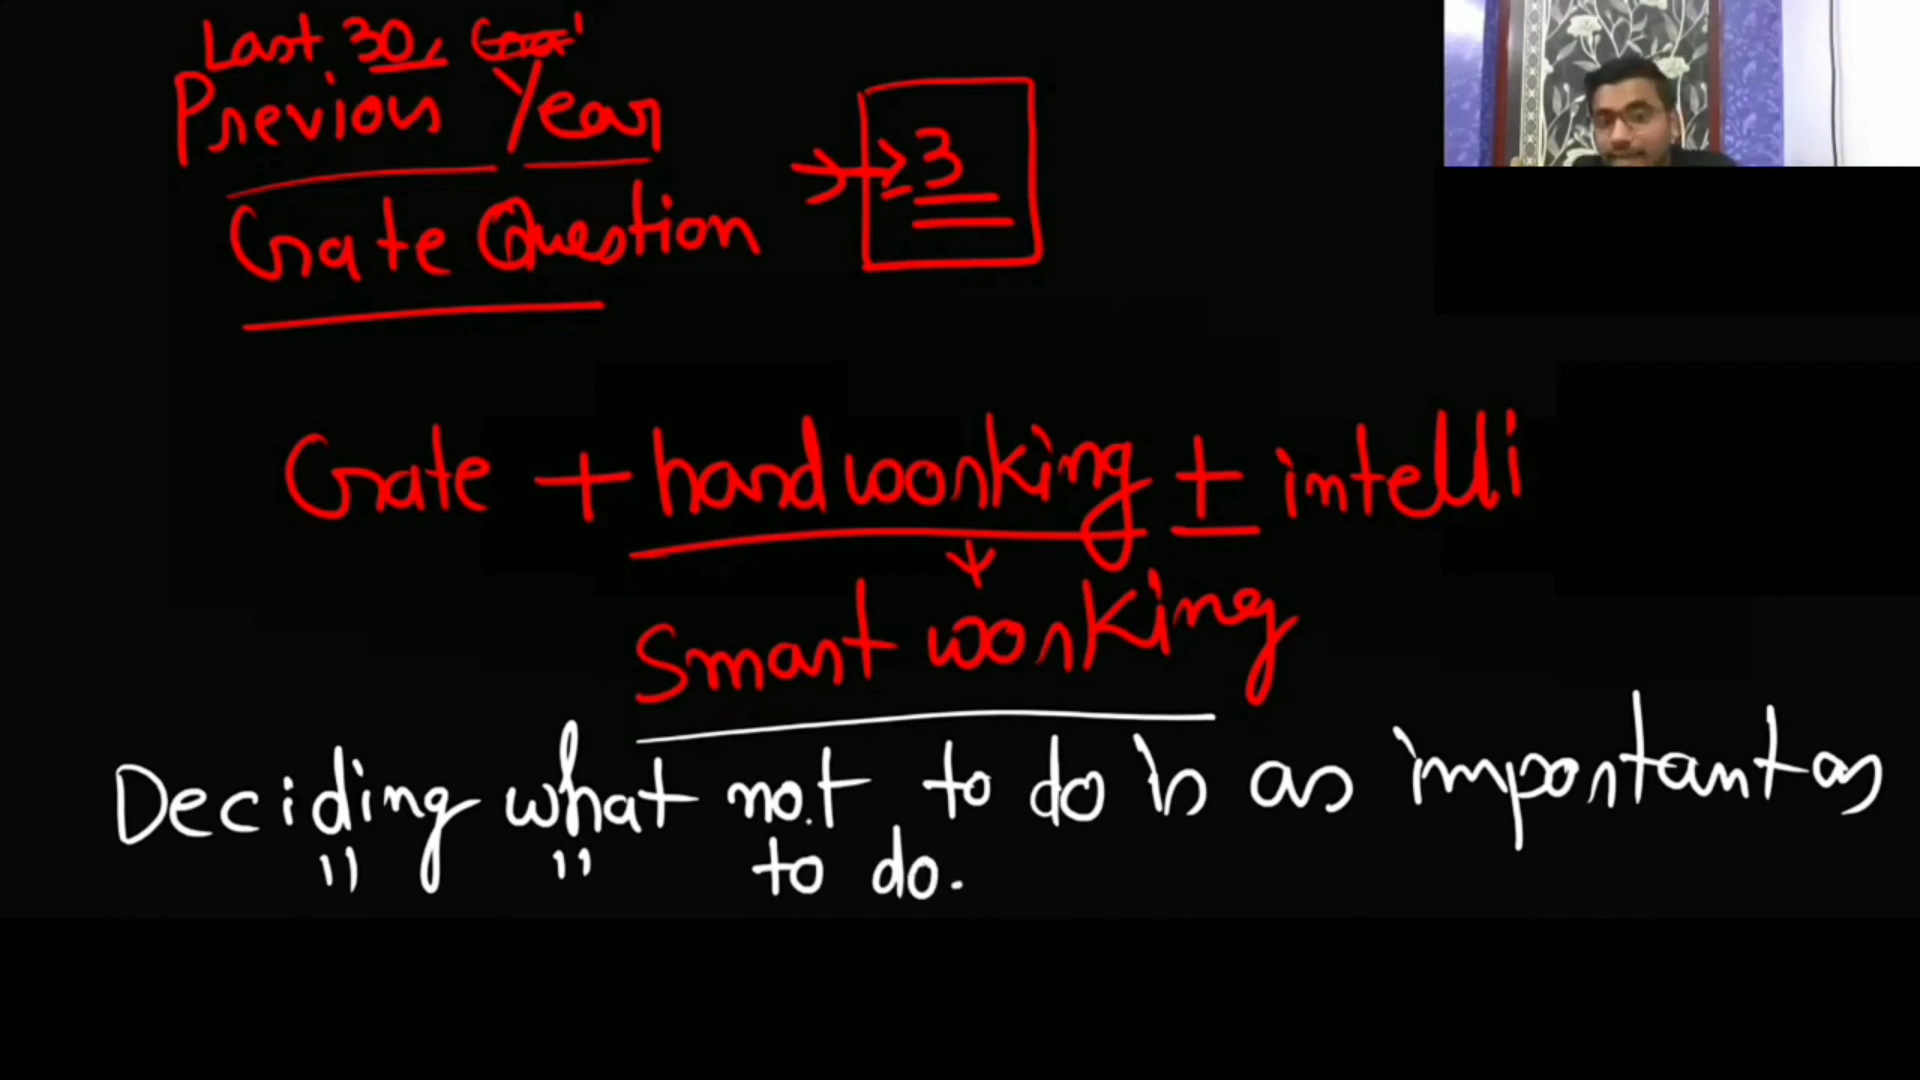 Last 30,
Previous Year
Gate Question
→ 3
Gate + hardworking ± intelli
↓
Smart working
Deciding what not to do is as important as
" " to do.